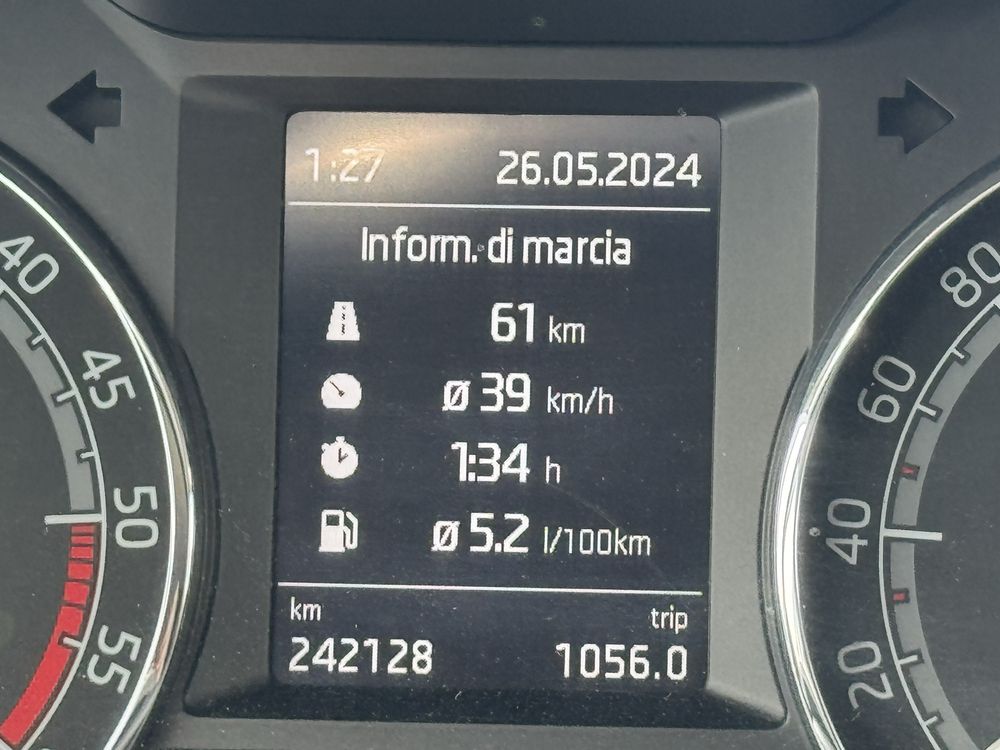 1:27 26.05.2024
Inform. di marcia
61 km
ø 39 km/h
1:34 h
ø 5.2 l/100km
km trip
242128 1056.0
40
45
50
55
80
60
40
20